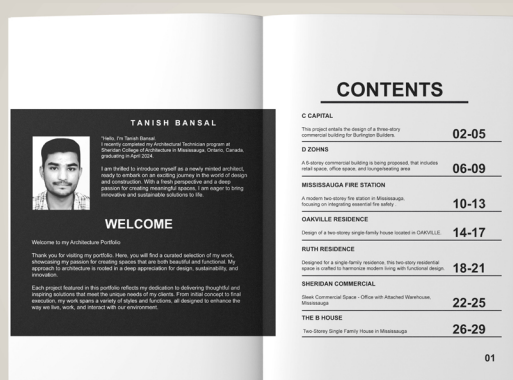 TANISH BANSAL
"Hello, I'm Tanish Bansal.
I recently completed my Architectural Technician program at
Sheridan College of Architecture in Mississauga, Ontario, Canada,
graduating in April 2024.
I am thrilled to introduce myself as a newly minted architect,
ready to embark on an exciting journey in the world of design
and construction. With a fresh perspective and a deep
passion for creating meaningful spaces, I am eager to bring
innovative and sustainable solutions to life.
WELCOME
Welcome to my Architecture Portfolio
Thank you for visiting my portfolio. Here, you will find a curated selection of my work,
showcasing my passion for creating spaces that are both beautiful and functional. My
approach to architecture is rooted in a deep appreciation for design, sustainability, and
innovation.
Each project featured in this portfolio reflects my dedication to delivering thoughtful and
inspiring solutions that meet the unique needs of my clients. From initial concept to final
execution, my work spans a variety of styles and functions, all designed to enhance the
way we live, work, and interact with our environment.
CONTENTS
C CAPITAL
This project entails the design of a three-story
commercial building for Burlington Builders.
02-05
D ZOHNS
A 6-storey commercial building is being proposed, that includes
retail space, office space, and lounge/seating area
06-09
MISSISSAUGA FIRE STATION
A modern two-storey fire station in Mississauga,
focusing on integrating essential fire safety
10-13
OAKVILLE RESIDENCE
Design of a two-storey single-family house located in OAKVILLE.
14-17
RUTH RESIDENCE
Designed for a single-family residence, this two-story residential
space is crafted to harmonize modern living with functional design.
18-21
SHERIDAN COMMERCIAL
Sleek Commercial Space - Office with Attached Warehouse,
Mississauga
22-25
THE B HOUSE
Two-Storey Single Family House in Mississauga
26-29
01